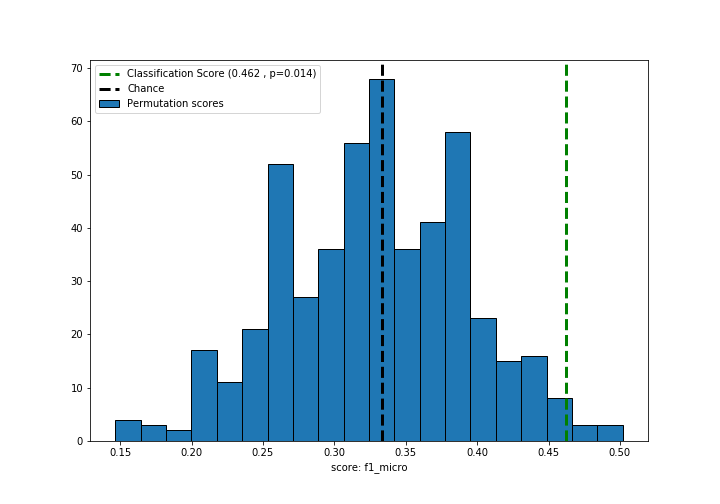 Classification Score (0.462 , p=0.014)
Chance
Permutation scores
70
60
50
40
30
20
10
0
0.15 0.20 0.25 0.30 0.35 0.40 0.45 0.50
score: f1_micro